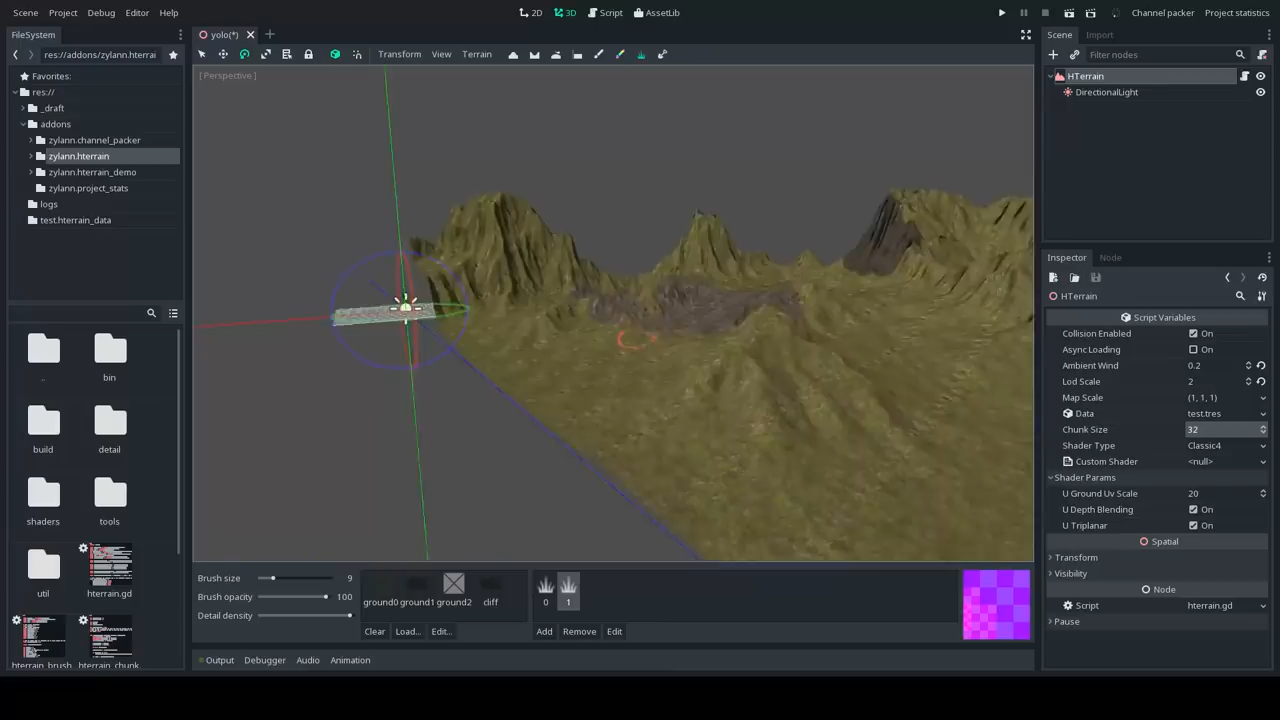 Scene Project Debug Editor Help
2D 3D Script AssetLib
Channel packer Project statistics
FileSystem
res://addons/zylann.hterrai
Favorites:
res://
_draft
addons
zylann.channel_packer
zylann.hterrain
zylann.hterrain_demo
zylann.project_stats
logs
test.hterrain_data
..
bin
build
detail
shaders
tools
util
hterrain.gd
hterrain_brush
hterrain_chunk
yolo(*)
Transform View Terrain
[ Perspective ]
Brush size 9
Brush opacity 100
Detail density
ground0 ground1 ground2 cliff
Clear Load... Edit...
0 1
Add Remove Edit
Output Debugger Audio Animation
Scene Import
Filter nodes
HTerrain
DirectionalLight
Inspector Node
HTerrain
Script Variables
Collision Enabled On
Async Loading On
Ambient Wind 0.2
Lod Scale 2
Map Scale (1, 1, 1)
Data test.tres
Chunk Size 32
Shader Type Classic4
Custom Shader <null>
Shader Params
U Ground Uv Scale 20
U Depth Blending On
U Triplanar On
Spatial
Transform
Visibility
Node
Script hterrain.gd
Pause